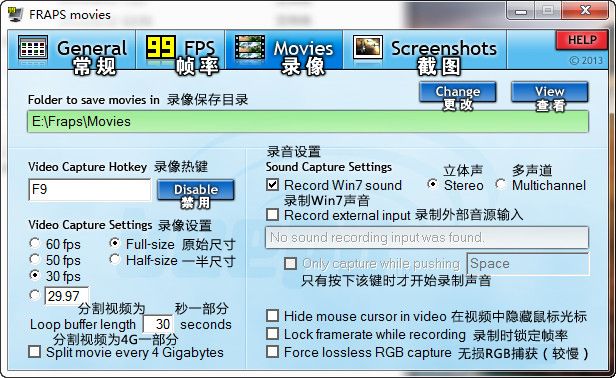 FRAPS movies
General 常规
99 FPS 帧率
Movies 录像
Screenshots 截图
HELP
© 2013
Folder to save movies in 录像保存目录
Change 更改
View 查看
E:\Fraps\Movies
Video Capture Hotkey 录像热键
F9
Disable 禁用
Video Capture Settings 录像设置
60 fps
50 fps
30 fps
29.97
Full-size 原始尺寸
Half-size 一半尺寸
分割视频为 秒一部分
Loop buffer length 30 seconds
分割视频为4G一部分
Split movie every 4 Gigabytes
录音设置
Sound Capture Settings
Record Win7 sound
录制Win7声音
立体声
Stereo
多声道
Multichannel
Record external input 录制外部音源输入
No sound recording input was found.
Only capture while pushing Space
只有按下该键时才开始录制声音
Hide mouse cursor in video 在视频中隐藏鼠标光标
Lock framerate while recording 录制时锁定帧率
Force lossless RGB capture 无损RGB捕获（较慢）